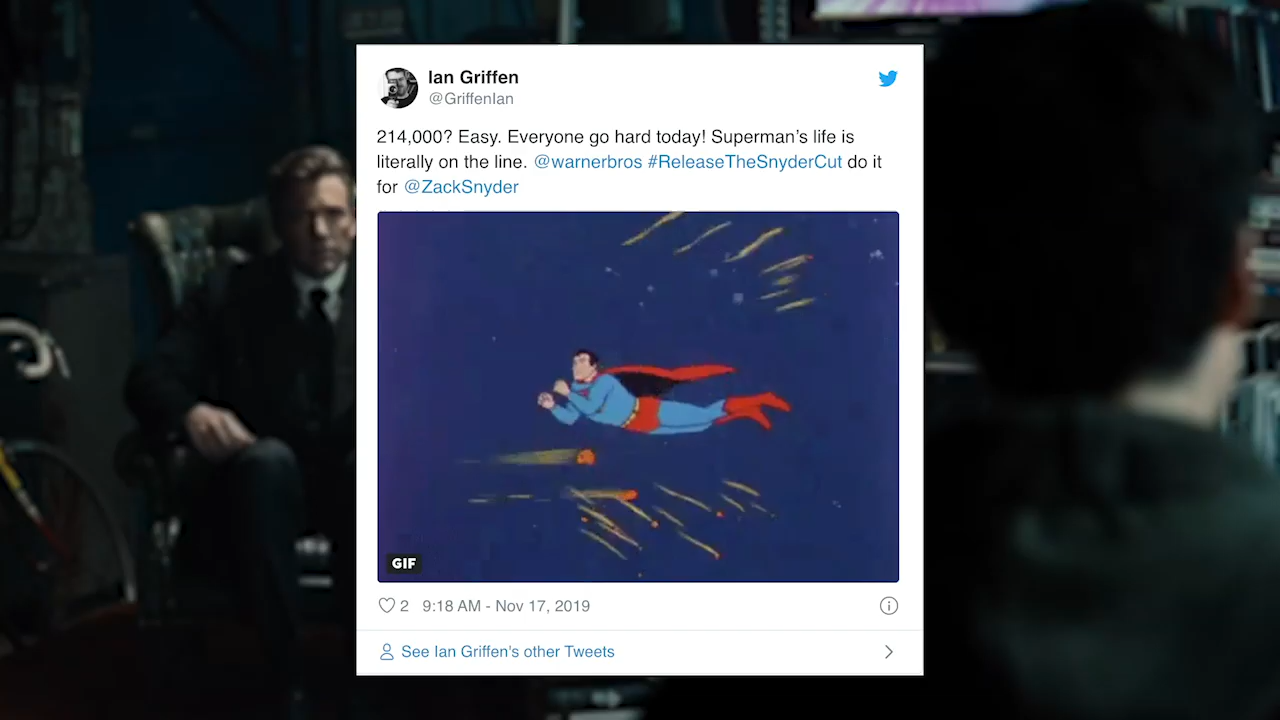 Ian Griffen
@GriffenIan
214,000? Easy. Everyone go hard today! Superman's life is
literally on the line. @warnerbros #ReleaseTheSnyderCut do it
for @ZackSnyder
GIF
2 9:18 AM - Nov 17, 2019
See Ian Griffen's other Tweets